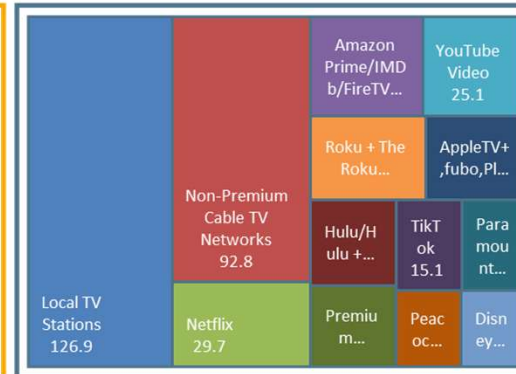 Local TV
Stations
126.9
Non-Premium
Cable TV
Networks
92.8
Netflix
29.7
Amazon
Prime/IMD
b/FireTV...
YouTube
Video
25.1
Roku + The
Roku...
AppleTV+
,fubo,Pl...
Hulu/H
ulu +...
TikT
ok
15.1
Para
mou
nt...
Premiu
m...
Peac
oc...
Disn
ey...